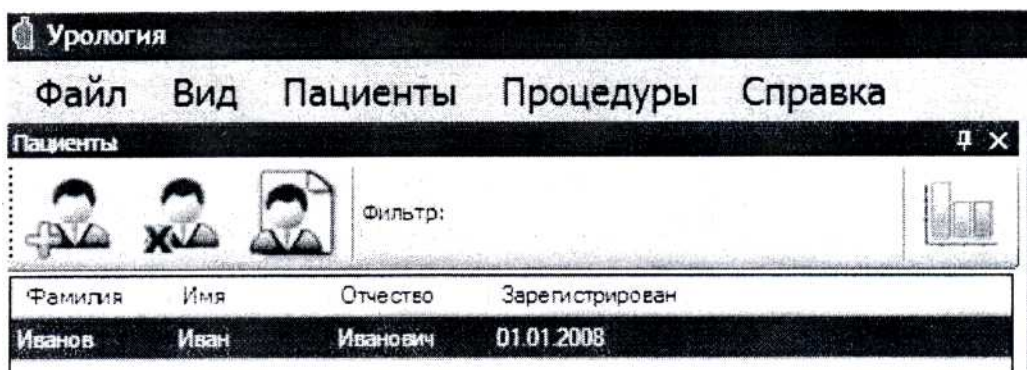 Урология
Файл Вид Пациенты Процедуры Справка
Пациенты
Фильтр:
Фамилия Имя Отчество Зарегистрирован
Иванов Иван Иванович 01.01.2008